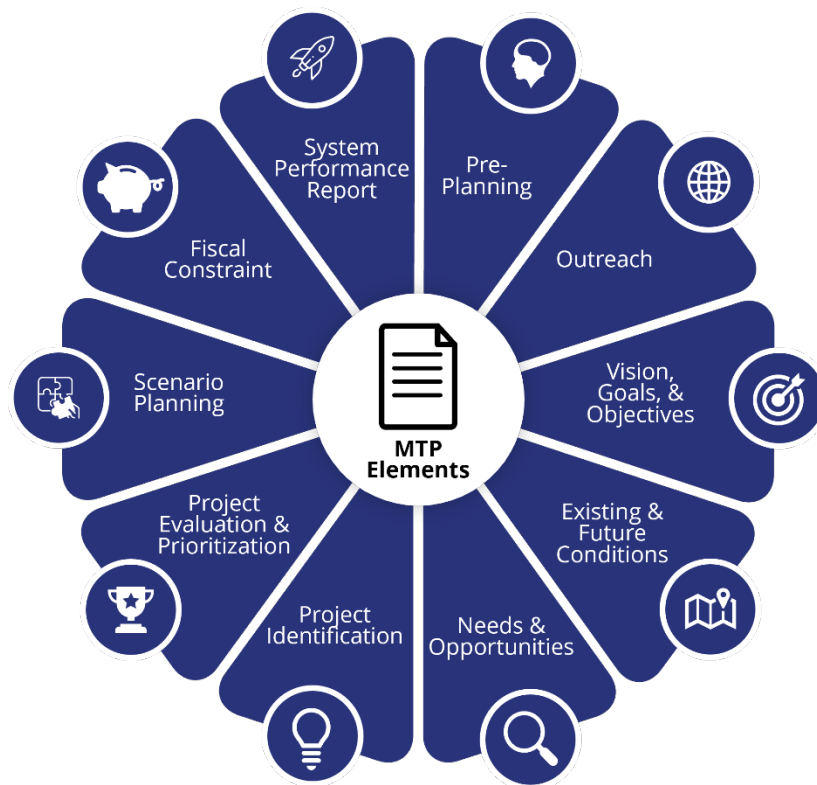 Pre-
Planning
Outreach
Vision,
Goals, &
Objectives
Existing &
Future
Conditions
Needs &
Opportunities
Project
Identification
Project
Evaluation &
Prioritization
Scenario
Planning
Fiscal
Constraint
System
Performance
Report
MTP
Elements